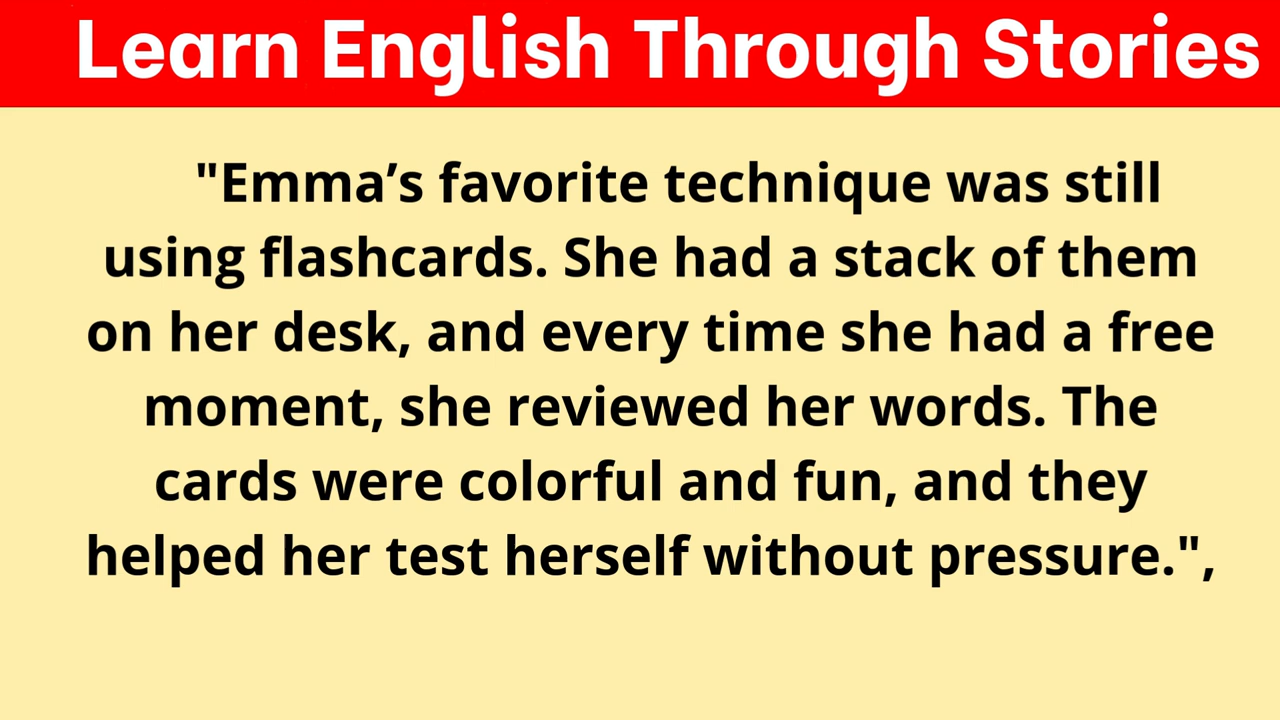 Learn English Through Stories
"Emma’s favorite technique was still
using flashcards. She had a stack of them
on her desk, and every time she had a free
moment, she reviewed her words. The
cards were colorful and fun, and they
helped her test herself without pressure.",